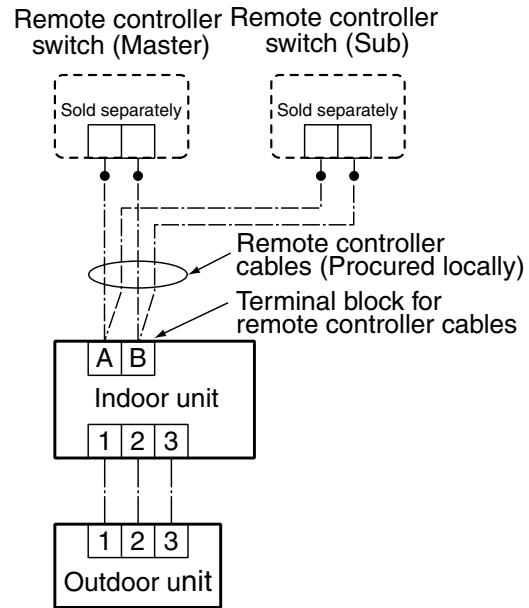 Remote controller
switch (Master)
Remote controller
switch (Sub)
Sold separately
Sold separately
Remote controller
cables (Procured locally)
Terminal block for
remote controller cables
A B
Indoor unit
1 2 3
1 2 3
Outdoor unit